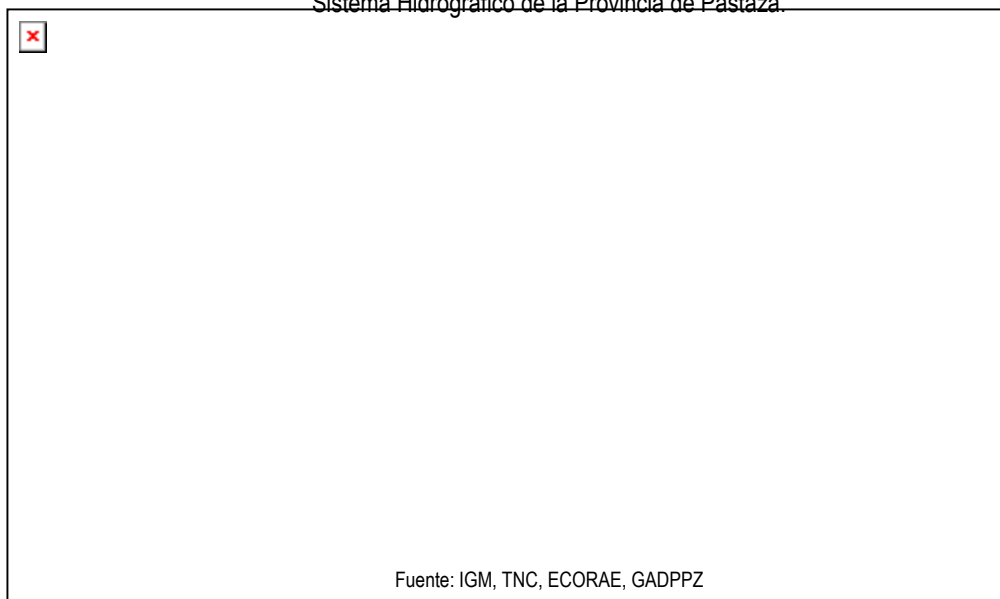 Sistema Hidrográfico de la Provincia de Pastaza.
Fuente: IGM, TNC, ECORAE, GADPPZ